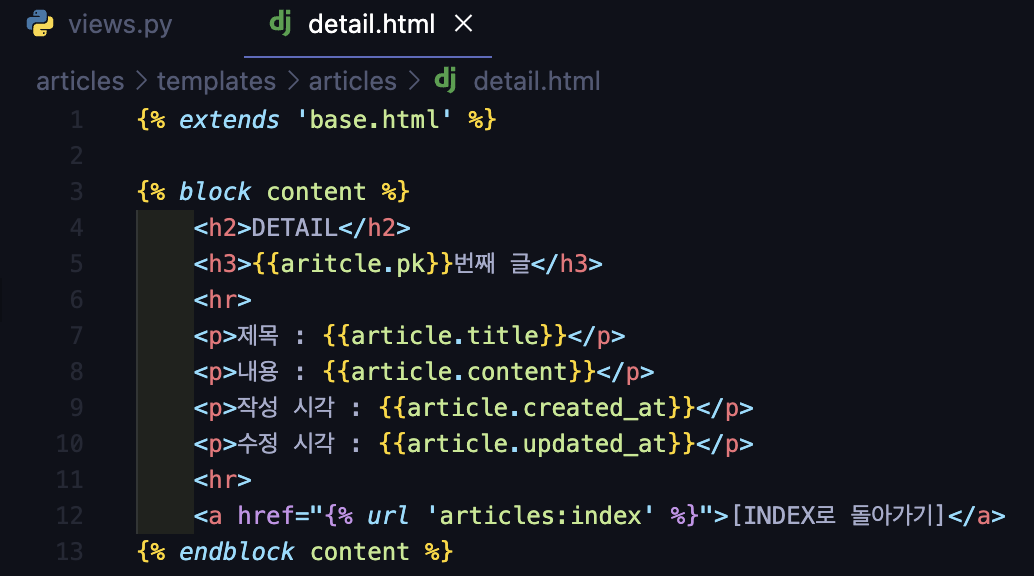 views.py dj detail.html ×
articles > templates > articles > dj detail.html
1 {% extends 'base.html' %}
2
3 {% block content %}
4 <h2>DETAIL</h2>
5 <h3>{{aritcle.pk}}번째 글</h3>
6 <hr>
7 <p>제목 : {{article.title}}</p>
8 <p>내용 : {{article.content}}</p>
9 <p>작성 시각 : {{article.created_at}}</p>
10 <p>수정 시각 : {{article.updated_at}}</p>
11 <hr>
12 <a href="{% url 'articles:index' %}">[INDEX로 돌아가기]</a>
13 {% endblock content %}